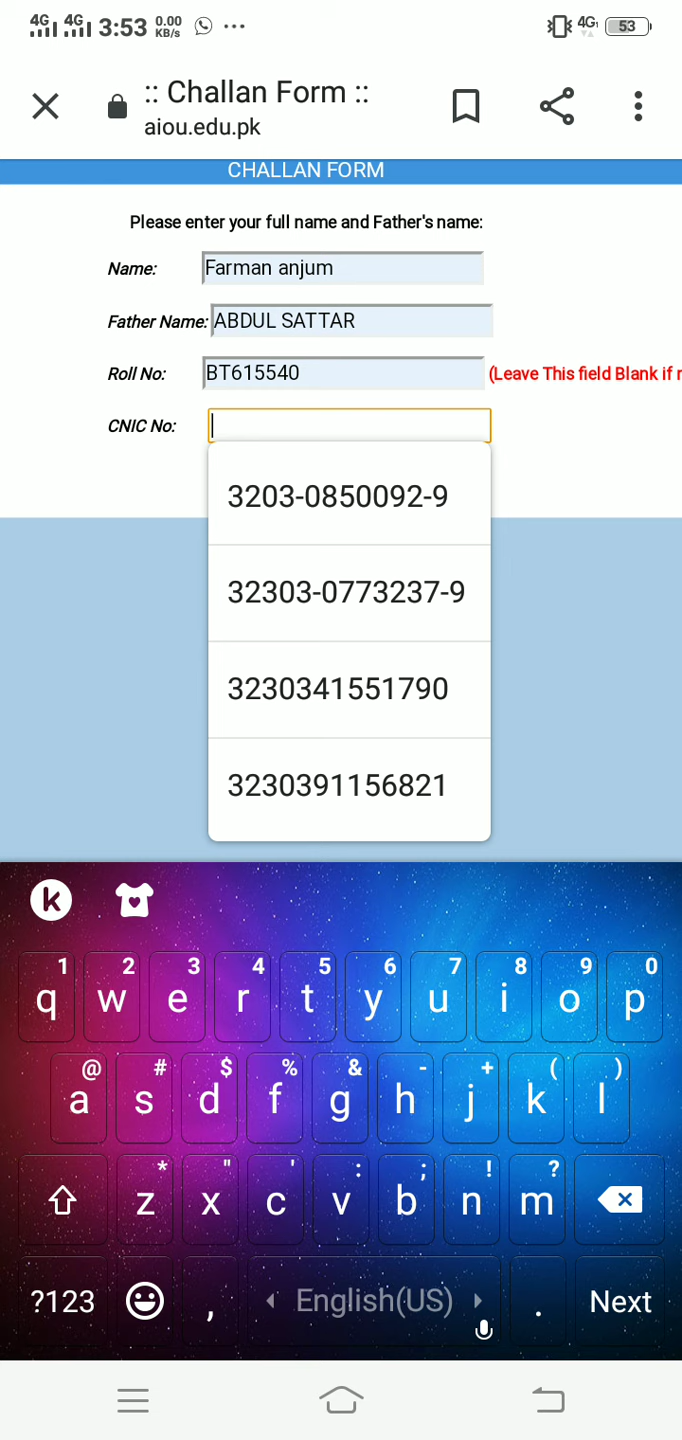 4G 4G 3:53 0.00 KB/s ... 4G 53
:: Challan Form ::
aiou.edu.pk
CHALLAN FORM
Please enter your full name and Father's name:
Name: Farman anjum
Father Name: ABDUL SATTAR
Roll No: BT615540 (Leave This field Blank if
CNIC No:
3203-0850092-9
32303-0773237-9
3230341551790
3230391156821
k
1 2 3 4 5 6 7 8 9 0
q w e r t y u i o p
@ # $ % & - + ( )
a s d f g h j k l
* " ' : ; ! ?
z x c v b n m
?123 , English(US) . Next